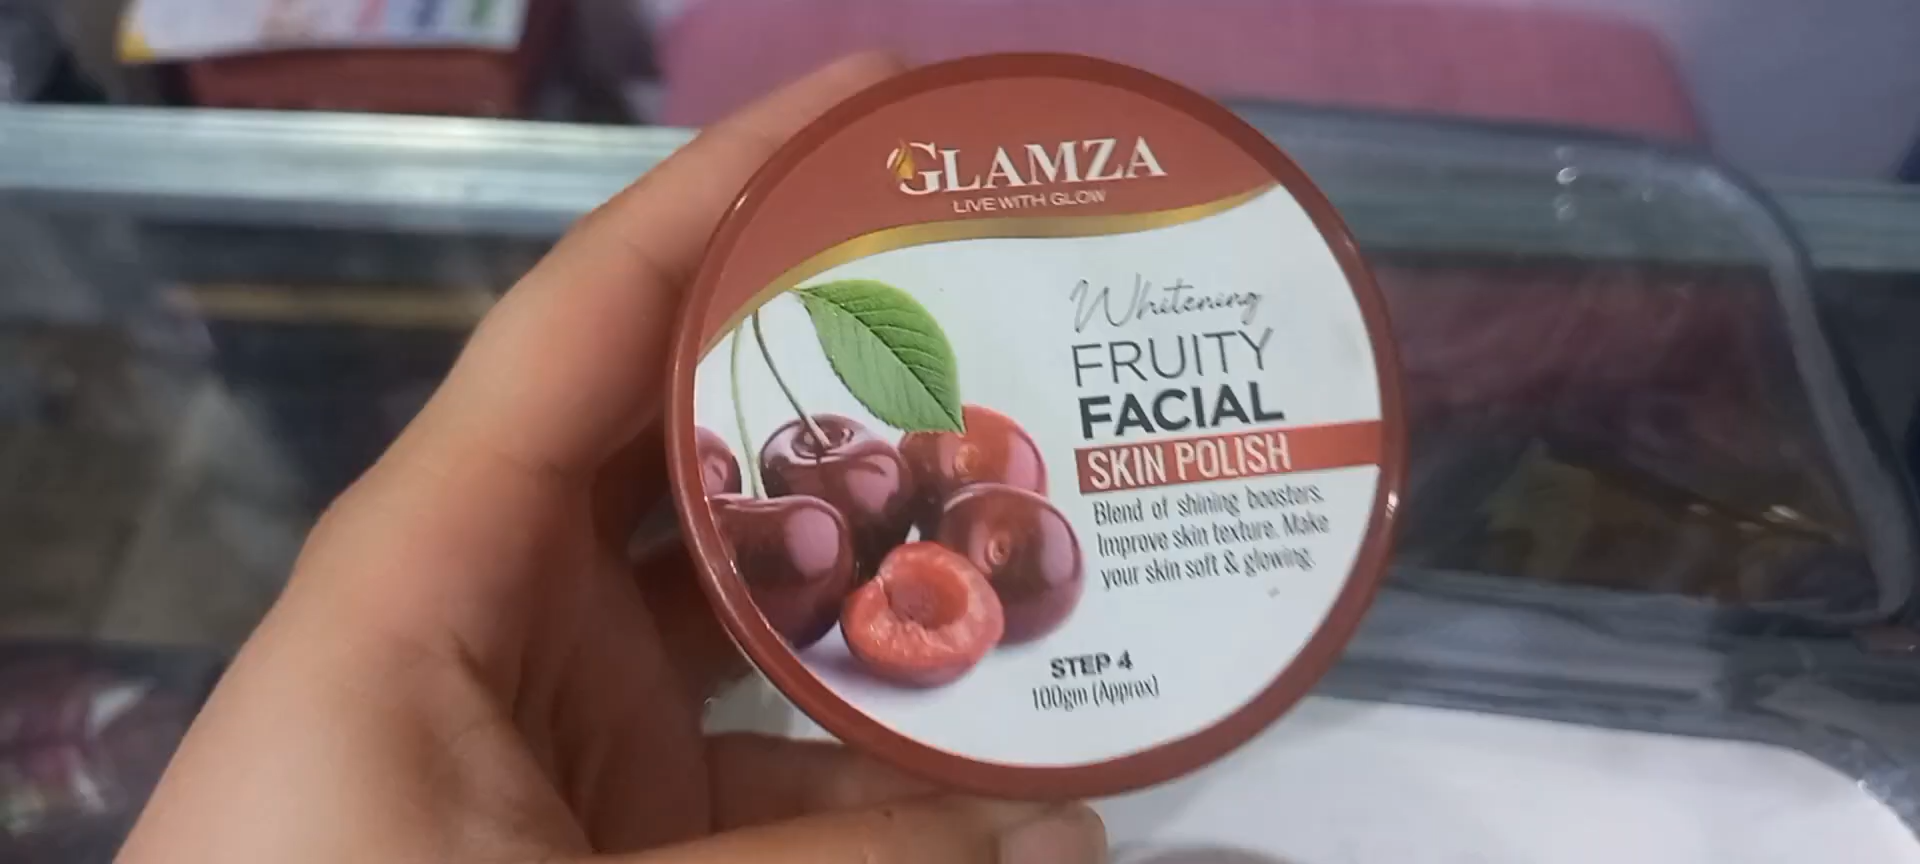 GLAMZA
LIVE WITH GLOW
Whitening
FRUITY
FACIAL
SKIN POLISH
Blend of shining boosters.
Improve skin texture. Make
your skin soft & glowing.
STEP 4
100gm (Approx)